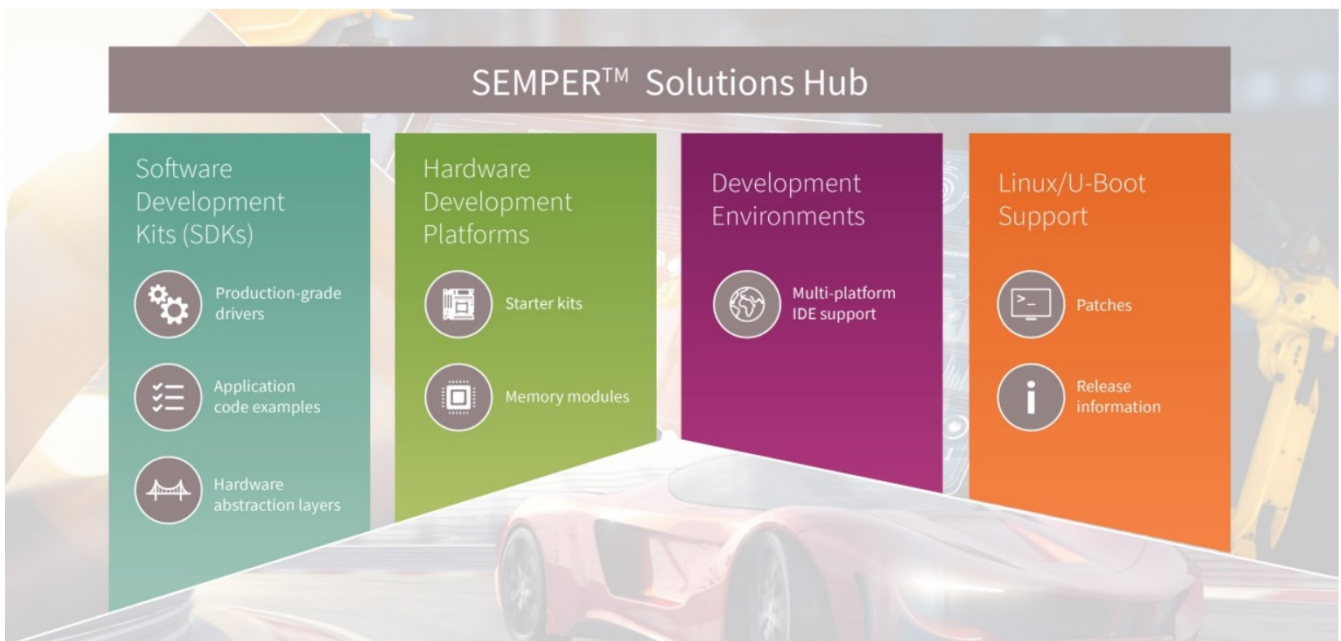 SEMPER™ Solutions Hub
Software
Development
Kits (SDKs)
Production-grade
drivers
Application
code examples
Hardware
abstraction layers
Hardware
Development
Platforms
Starter kits
Memory modules
Development
Environments
Multi-platform
IDE support
Linux/U-Boot
Support
>_
Patches
i
Release
information